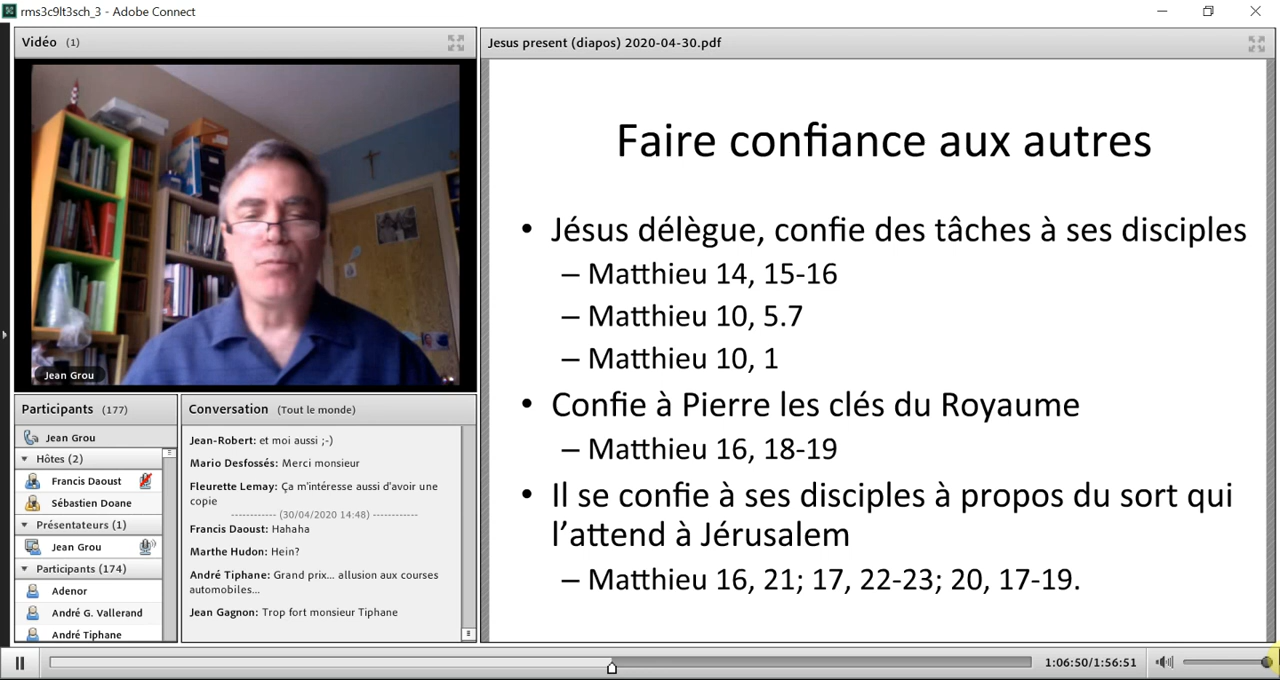 rms3c9lt3sch_3 - Adobe Connect
Vidéo (1)
Jean Grou
Participants (177)
Jean Grou
Hôtes (2)
Francis Daoust
Sébastien Doane
Présentateurs (1)
Jean Grou
Participants (174)
Adenor
André G. Vallerand
André Tiphane
Conversation (Tout le monde)
Jean-Robert: et moi aussi ;-)
Mario Desfossés: Merci monsieur
Fleurette Lemay: Ça m'intéresse aussi d'avoir une
copie
------------ (30/04/2020 14:48) ------------
Francis Daoust: Hahaha
Marthe Hudon: Hein?
André Tiphane: Grand prix... allusion aux courses
automobiles...
Jean Gagnon: Trop fort monsieur Tiphane
Jesus present (diapos) 2020-04-30.pdf
Faire confiance aux autres
• Jésus délègue, confie des tâches à ses disciples
– Matthieu 14, 15-16
– Matthieu 10, 5.7
– Matthieu 10, 1
• Confie à Pierre les clés du Royaume
– Matthieu 16, 18-19
• Il se confie à ses disciples à propos du sort qui
l'attend à Jérusalem
– Matthieu 16, 21; 17, 22-23; 20, 17-19.
1:06:50/1:56:51